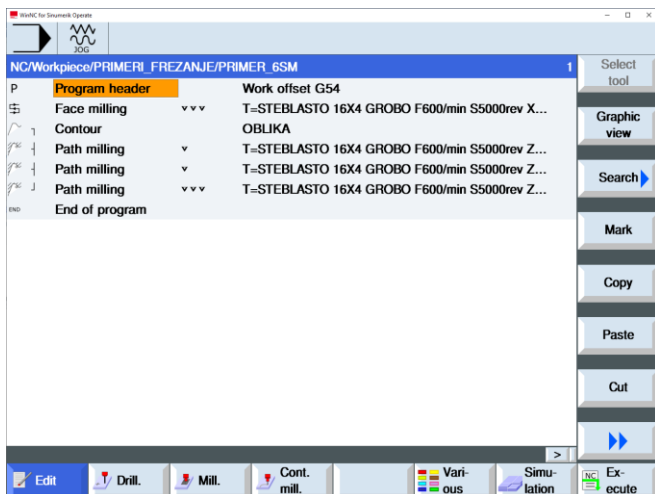 WinNC for Sinumerik Operate
JOG
NC/Workpiece/PRIMERI_FREZANJE/PRIMER_6SM 1
P Program header Work offset G54
Face milling vvv T=STEBLASTO 16X4 GROBO F600/min S5000rev X...
Contour OBLIKA
Path milling v T=STEBLASTO 16X4 GROBO F600/min S5000rev Z...
Path milling v T=STEBLASTO 16X4 GROBO F600/min S5000rev Z...
Path milling vvv T=STEBLASTO 16X4 GROBO F600/min S5000rev Z...
END End of program
Select
tool
Graphic
view
Search
Mark
Copy
Paste
Cut
>
Edit
Drill.
Mill.
Cont.
mill.
Vari-
ous
Simu-
lation
NC Ex-
ecute